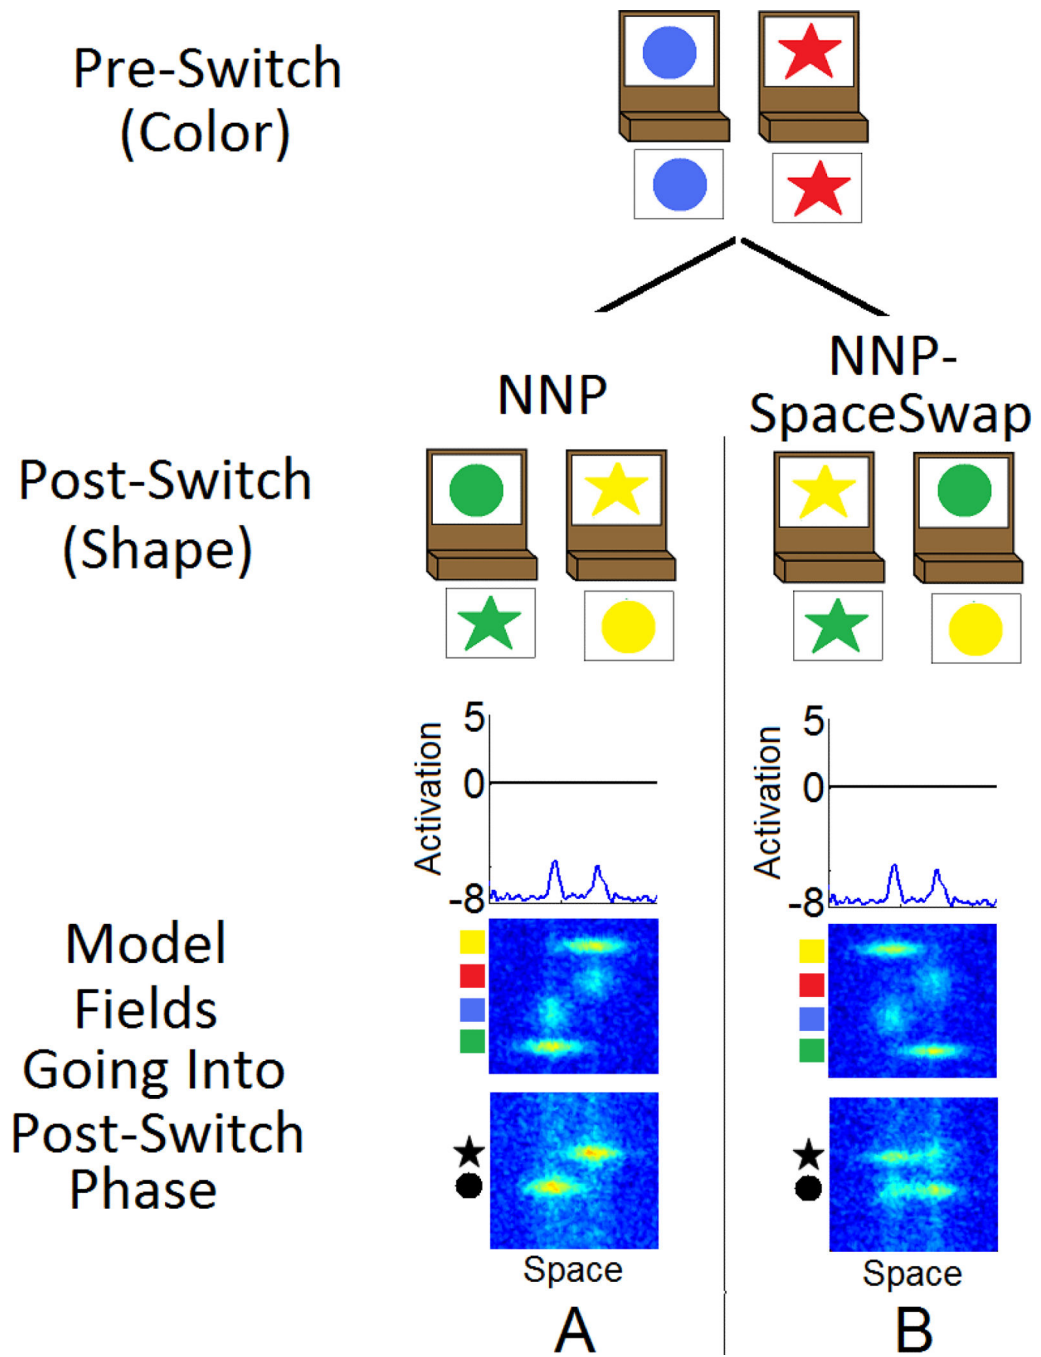 Pre-Switch
(Color)
NNP
NNP-
SpaceSwap
Post-Switch
(Shape)
5
0
-8
Activation
5
0
-8
Activation
Model
Fields
Going Into
Post-Switch
Phase
Space
Space
A
B